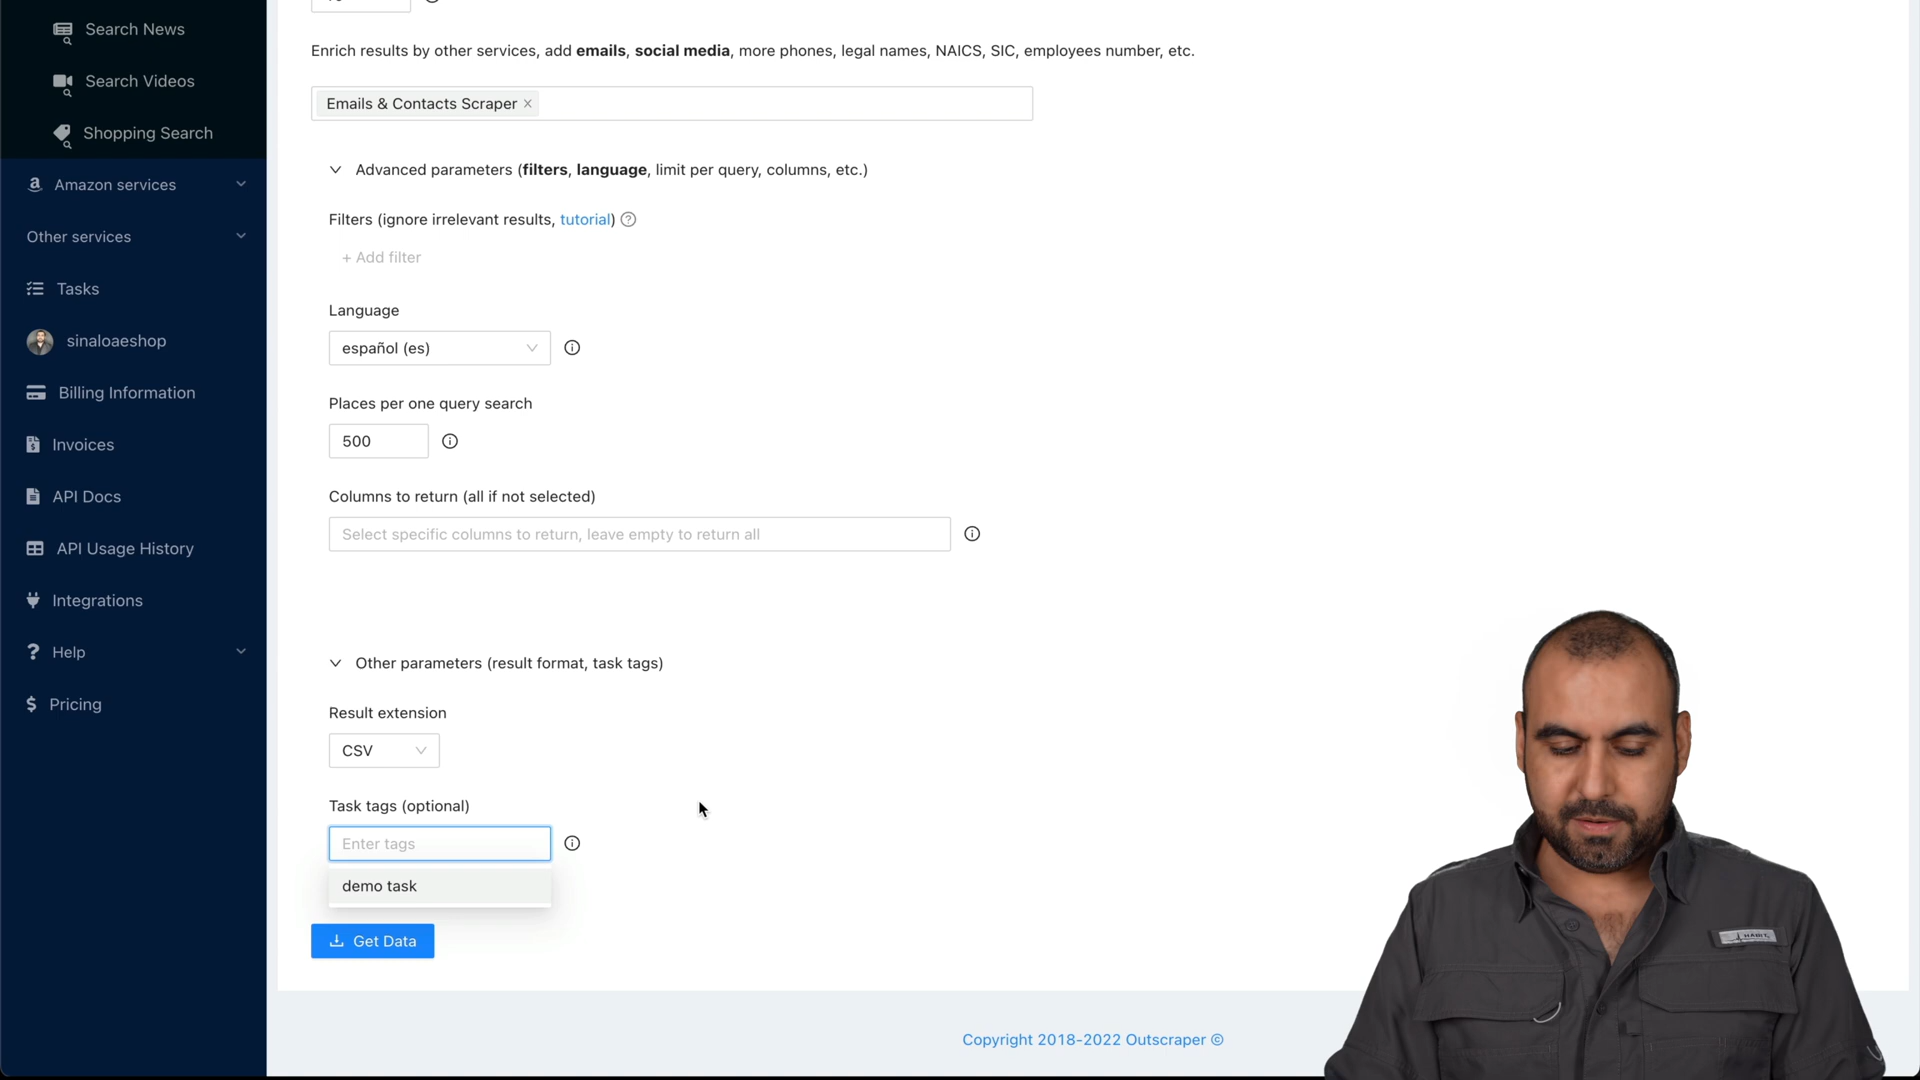 Search News
Search Videos
Shopping Search
Amazon services
Other services
Tasks
sinaloaeshop
Billing Information
Invoices
API Docs
API Usage History
Integrations
Help
Pricing
Enrich results by other services, add emails, social media, more phones, legal names, NAICS, SIC, employees number, etc.
Emails & Contacts Scraper ×
Advanced parameters (filters, language, limit per query, columns, etc.)
Filters (ignore irrelevant results, tutorial)
+ Add filter
Language
español (es)
Places per one query search
500
Columns to return (all if not selected)
Select specific columns to return, leave empty to return all
Other parameters (result format, task tags)
Result extension
CSV
Task tags (optional)
Enter tags
demo task
Get Data
Copyright 2018-2022 Outscraper ©
HABIT